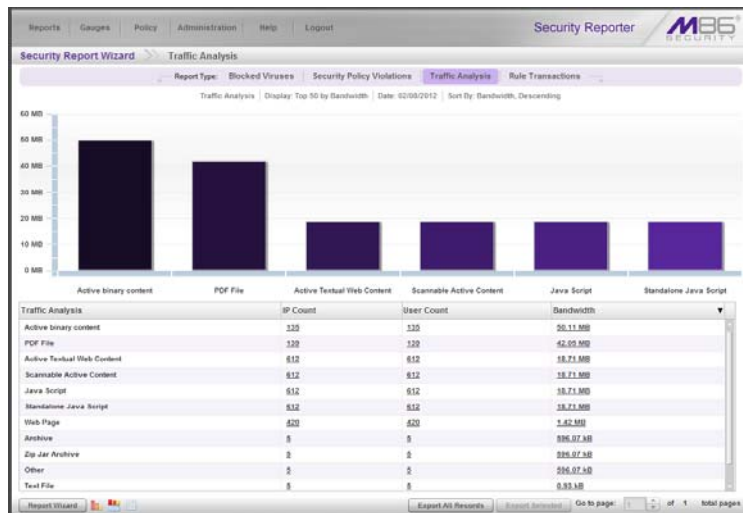 Reports Gauges Policy Administration Help Logout Security Reporter M86 SECURITY
Security Report Wizard Traffic Analysis
Report Type: Blocked Viruses Security Policy Violations Traffic Analysis Rule Transactions
Traffic Analysis | Display: Top 50 by Bandwidth | Date: 02/08/2012 | Sort By: Bandwidth, Descending
60 MB
50 MB
40 MB
30 MB
20 MB
10 MB
0 MB
Active binary content PDF File Active Textual Web Content Scannable Active Content Java Script Standalone Java Script
Traffic Analysis IP Count User Count Bandwidth ▼
Active binary content 135 135 50.11 MB
PDF File 120 120 42.05 MB
Active Textual Web Content 612 612 18.71 MB
Scannable Active Content 612 612 18.71 MB
Java Script 612 612 18.71 MB
Standalone Java Script 612 612 18.71 MB
Web Page 420 420 1.42 MB
Archive 5 5 596.07 kB
Zip Jar Archive 5 5 596.07 kB
Other 5 5 596.07 kB
Text File 5 5 0.93 kB
Report Wizard Export All Records Export Selected Go to page: 1 of 1 total pages